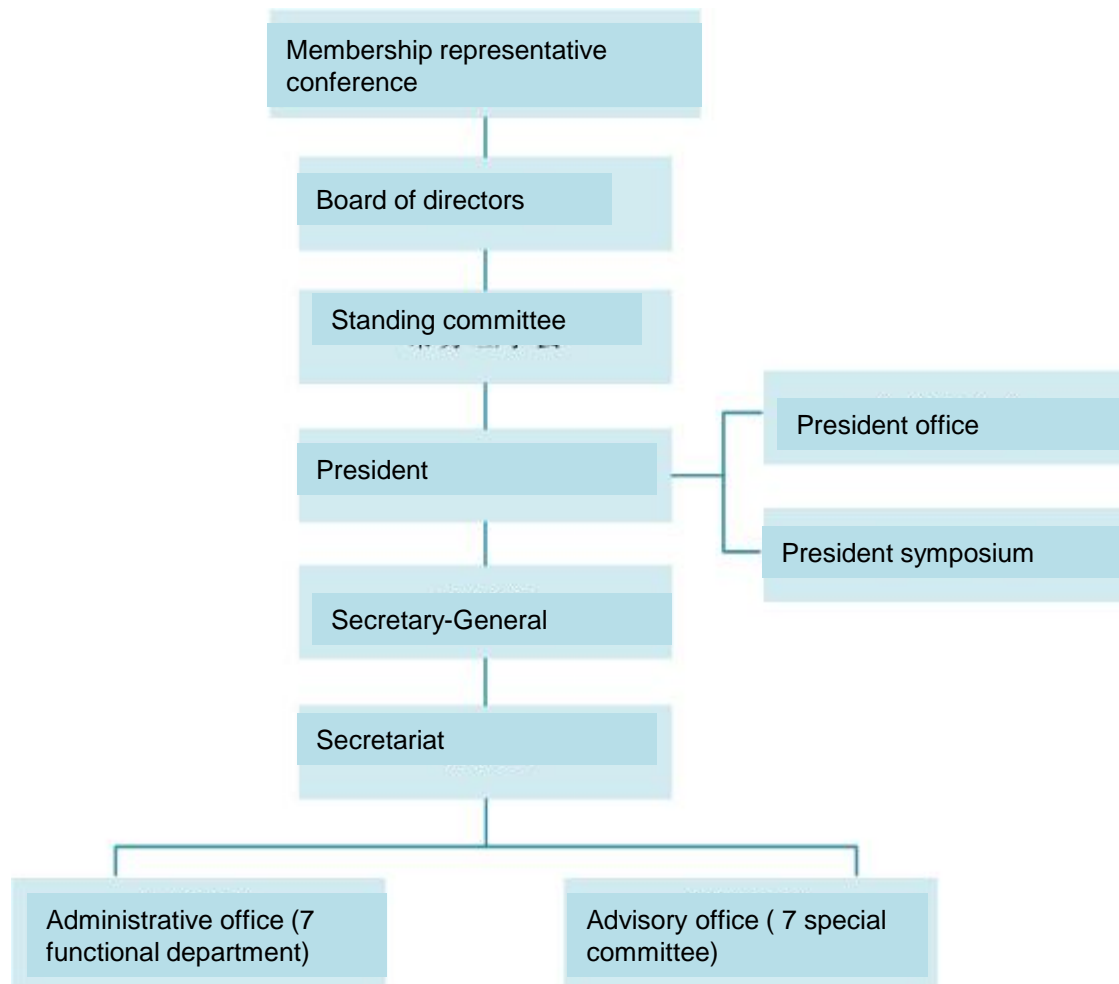 Membership representative
conference
Board of directors
Standing committee
President
President office
President symposium
Secretary-General
Secretariat
Administrative office (7
functional department)
Advisory office ( 7 special
committee)